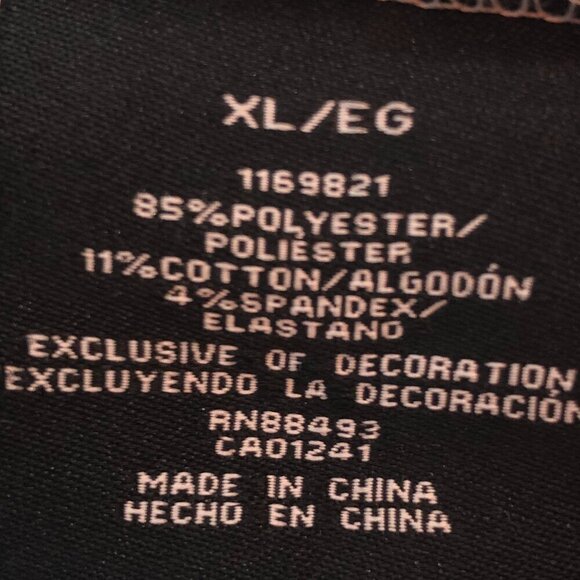 XL/EG
1169821
85%POLYESTER/
POLIÉSTER
11%COTTON/ALGODÓN
4%SPANDEX/
ELASTANO
EXCLUSIVE OF DECORATION
EXCLUYENDO LA DECORACIÓN
RN88493
CA01241
MADE IN CHINA
HECHO EN CHINA